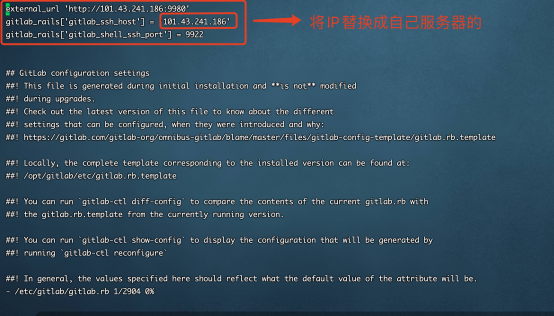 external_url 'http://101.43.241.186:9980'
gitlab_rails['gitlab_ssh_host'] = '101.43.241.186'
将IP替换成自己服务器的
gitlab_rails['gitlab_shell_ssh_port'] = 9922
## GitLab configuration settings
##! This file is generated during initial installation and **is not** modified
##! during upgrades.
##! Check out the latest version of this file to know about the different
##! settings that can be configured, when they were introduced and why:
##! https://gitlab.com/gitlab-org/omnibus-gitlab/blame/master/files/gitlab-config-template/gitlab.rb.template
##! Locally, the complete template corresponding to the installed version can be found at:
##! /opt/gitlab/etc/gitlab.rb.template
##! You can run `gitlab-ctl diff-config` to compare the contents of the current gitlab.rb with
##! the gitlab.rb.template from the currently running version.
##! You can run `gitlab-ctl show-config` to display the configuration that will be generated by
##! running `gitlab-ctl reconfigure`
##! In general, the values specified here should reflect what the default value of the attribute will be.
- /etc/gitlab/gitlab.rb 1/2904 0%